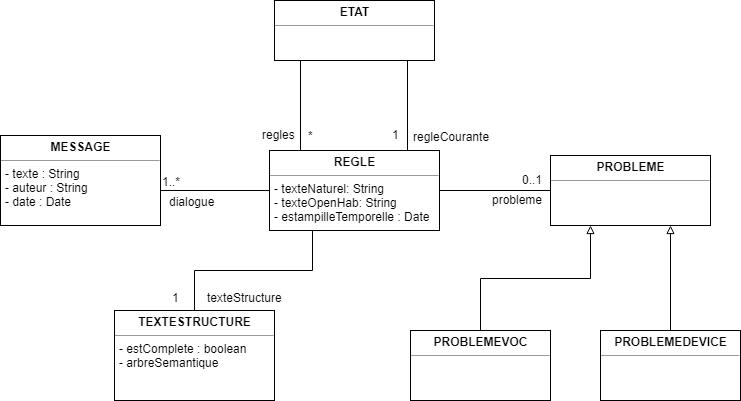 ETAT
regles
*
1
regleCourante
MESSAGE
- texte : String
- auteur : String
- date : Date
1..*
dialogue
REGLE
- texteNaturel: String
- texteOpenHab: String
- estampilleTemporelle : Date
0..1
probleme
PROBLEME
1
texteStructure
TEXTESTRUCTURE
- estComplete : boolean
- arbreSemantique
PROBLEMEVOC
PROBLEMEDEVICE